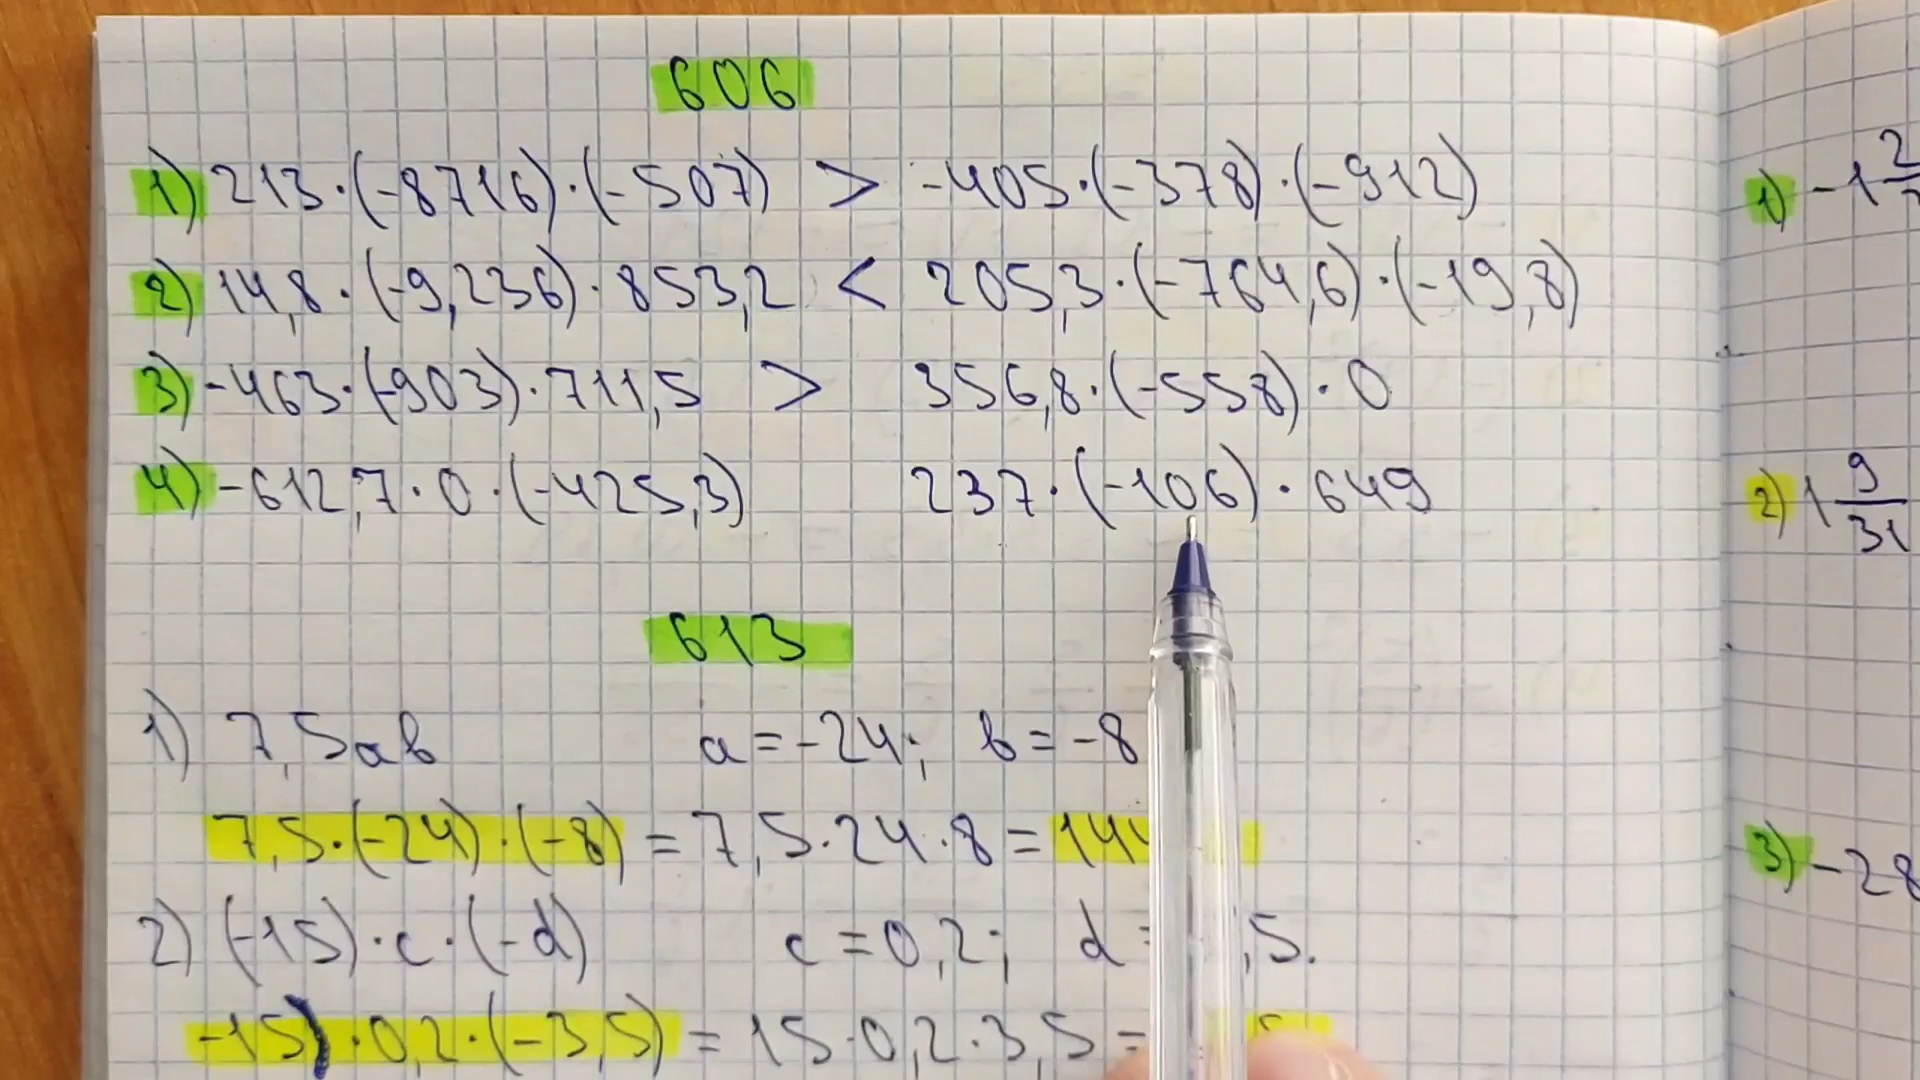 606
1) 213·(-8716)·(-507) > -405·(-378)·(-912)
2) 14,8·(-9,236)·853,2 < 205,3·(-764,6)·(-19,8)
3) -463·(-903)·711,5 > 356,8·(-558)·0
4) -612,7·0·(-425,3) 237·(-106)·649
613
1) 7,5ab a=-24; b=-8
7,5·(-24)·(-8) = 7,5·24·8 = 144
2) (-15)·c·(-d) c=0,2; d= ,5.
-15)·0,2·(-3,5) = 15·0,2·3,5 =
1) -1 2
2) 1 9/31
3) -28